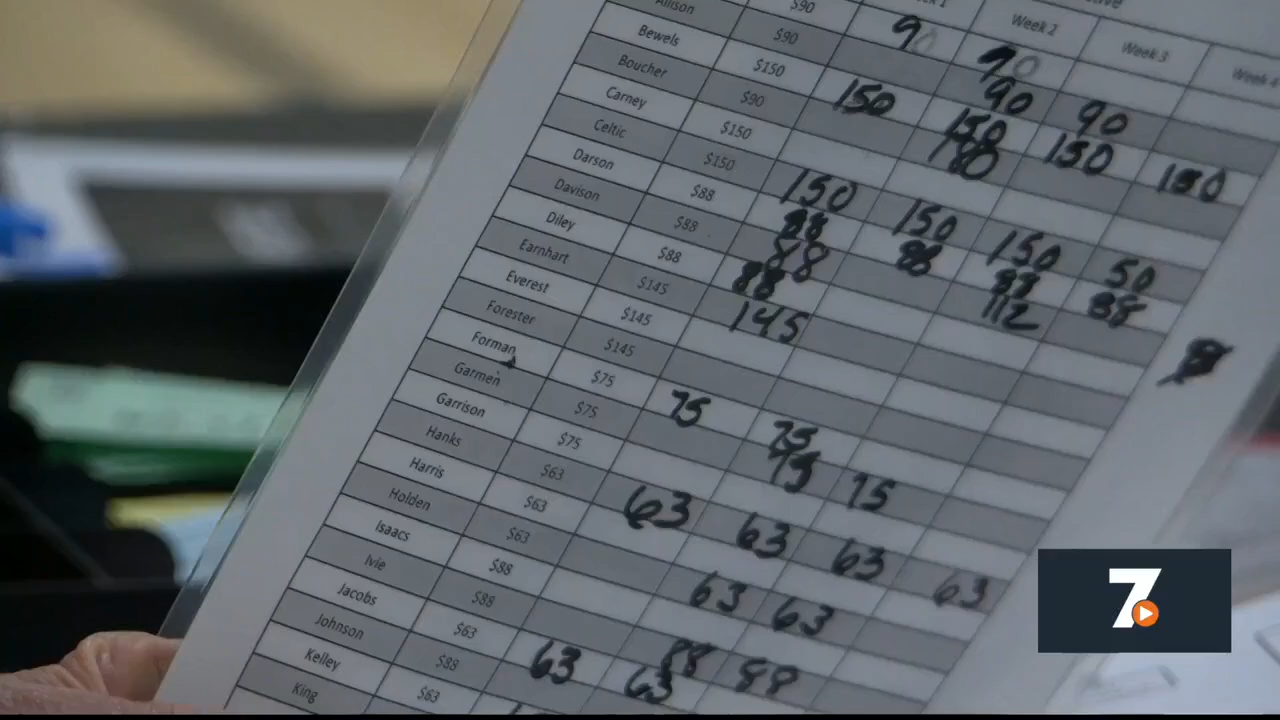 $90 90 90
Week 2 Week 3 Week 4
Allison $90 90 90
Bewels $150 150 150 150 150
Boucher $90
Carney $150
Celtic $150 150 150 150 50
Darson $88 88 88 88 88
Davison $88 88 112
Diley $88 88
Earnhart $145 145
Everest $145
Forester $145
Forman $75 75 75
Garmen $75 75 75
Garrison $75
Hanks $63 63 63 63 63
Harris $63
Holden $63 63 63
Isaacs $88
Ivie $88 88 88
Jacobs $63 63 63
Johnson $88
Kelley $63
King
7